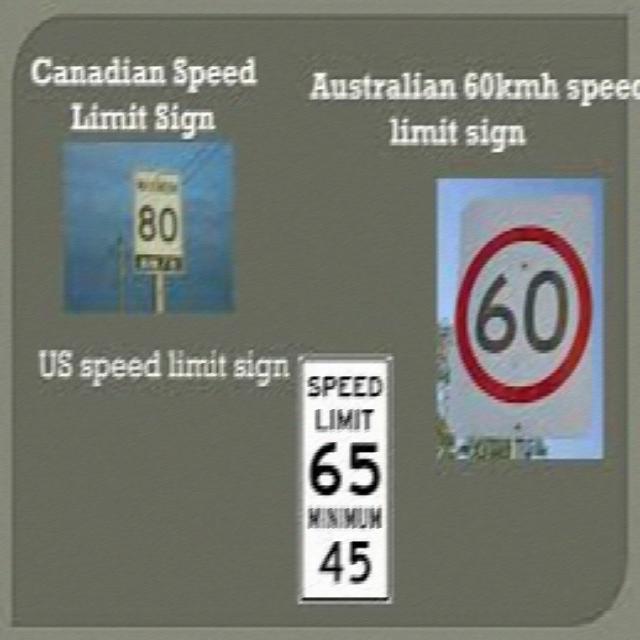 Canadian Speed
Limit Sign
80
Australian 60kmh speed
limit sign
60
US speed limit sign
SPEED
LIMIT
65
MINIMUM
45